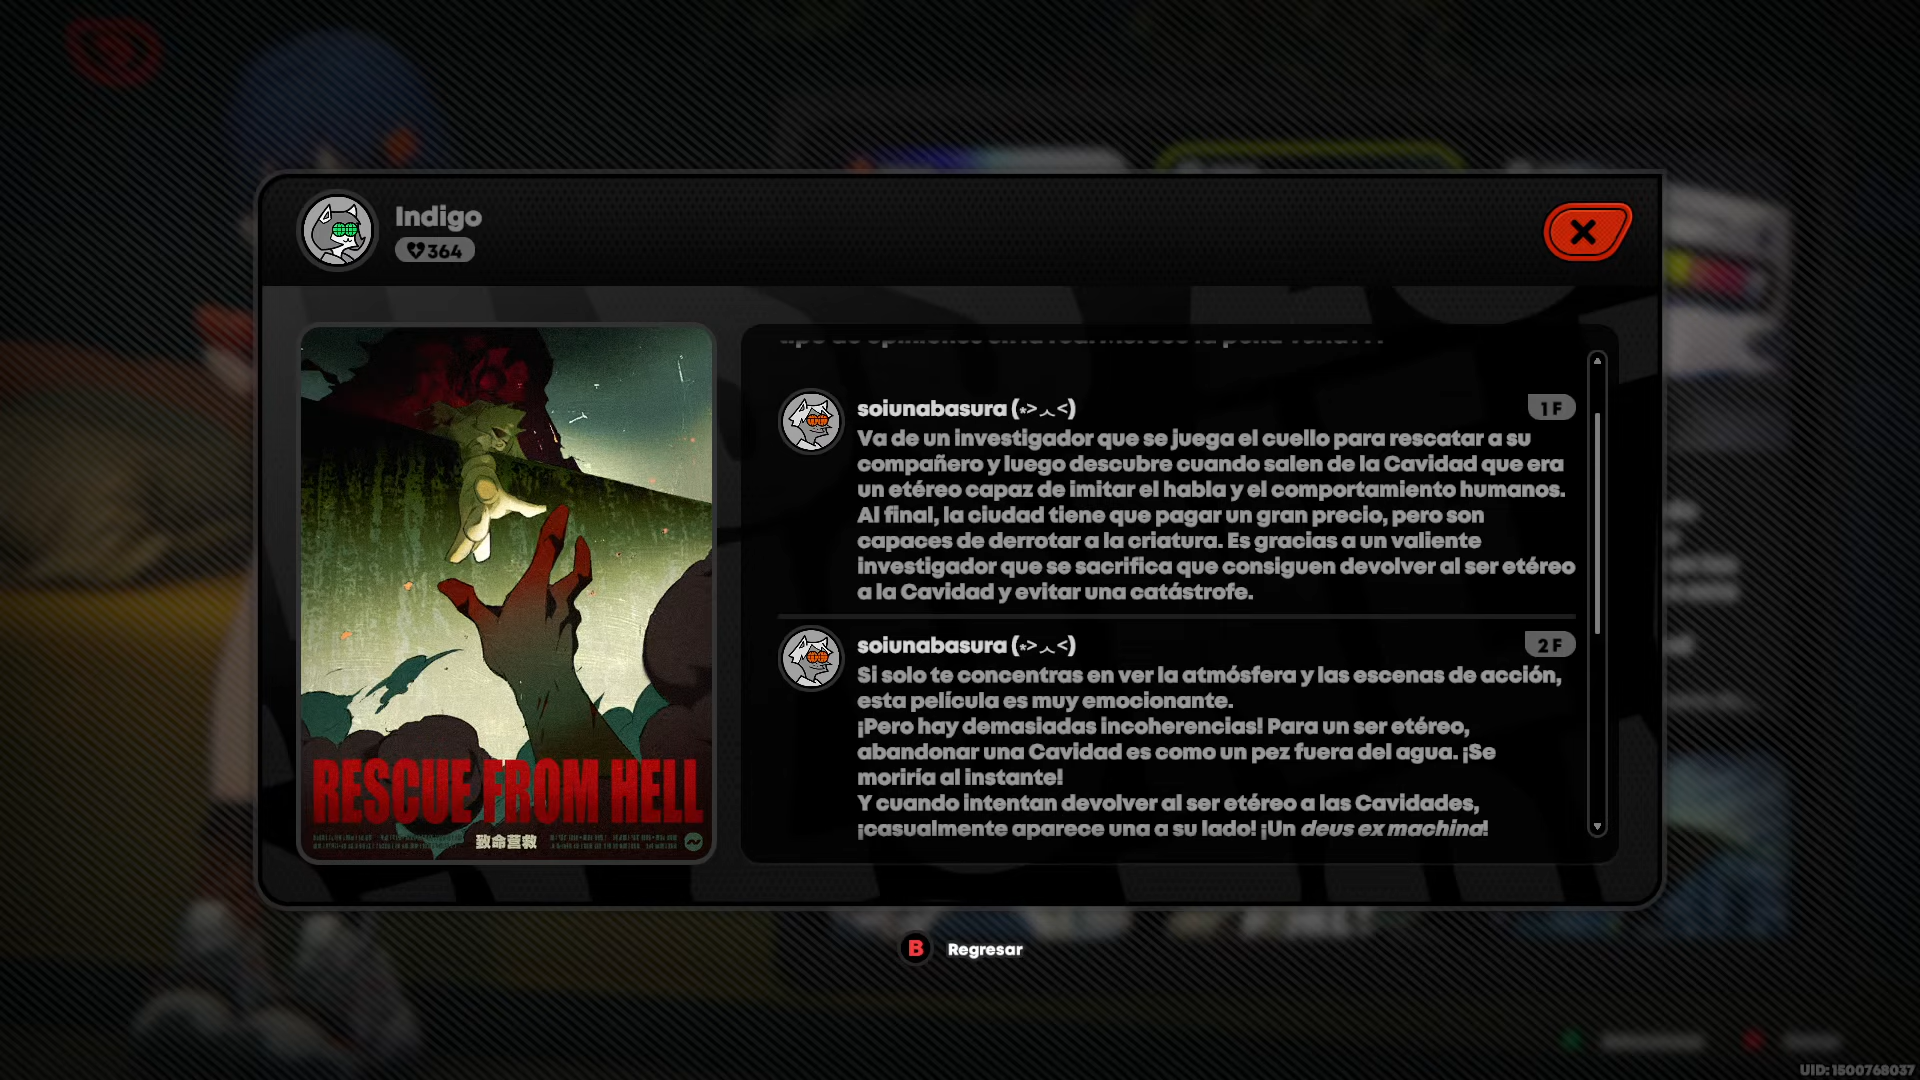 Indigo
364
soiunabasura (*>︿<)
1 F
Va de un investigador que se juega el cuello para rescatar a su
compañero y luego descubre cuando salen de la Cavidad que era
un etéreo capaz de imitar el habla y el comportamiento humanos.
Al final, la ciudad tiene que pagar un gran precio, pero son
capaces de derrotar a la criatura. Es gracias a un valiente
investigador que se sacrifica que consiguen devolver al ser etéreo
a la Cavidad y evitar una catástrofe.
soiunabasura (*>︿<)
2 F
Si solo te concentras en ver la atmósfera y las escenas de acción,
esta película es muy emocionante.
¡Pero hay demasiadas incoherencias! Para un ser etéreo,
abandonar una Cavidad es como un pez fuera del agua. ¡Se
moriría al instante!
Y cuando intentan devolver al ser etéreo a las Cavidades,
¡casualmente aparece una a su lado! ¡Un deus ex machina!
RESCUE FROM HELL
致命营救
B Regresar
UID: 1500768037